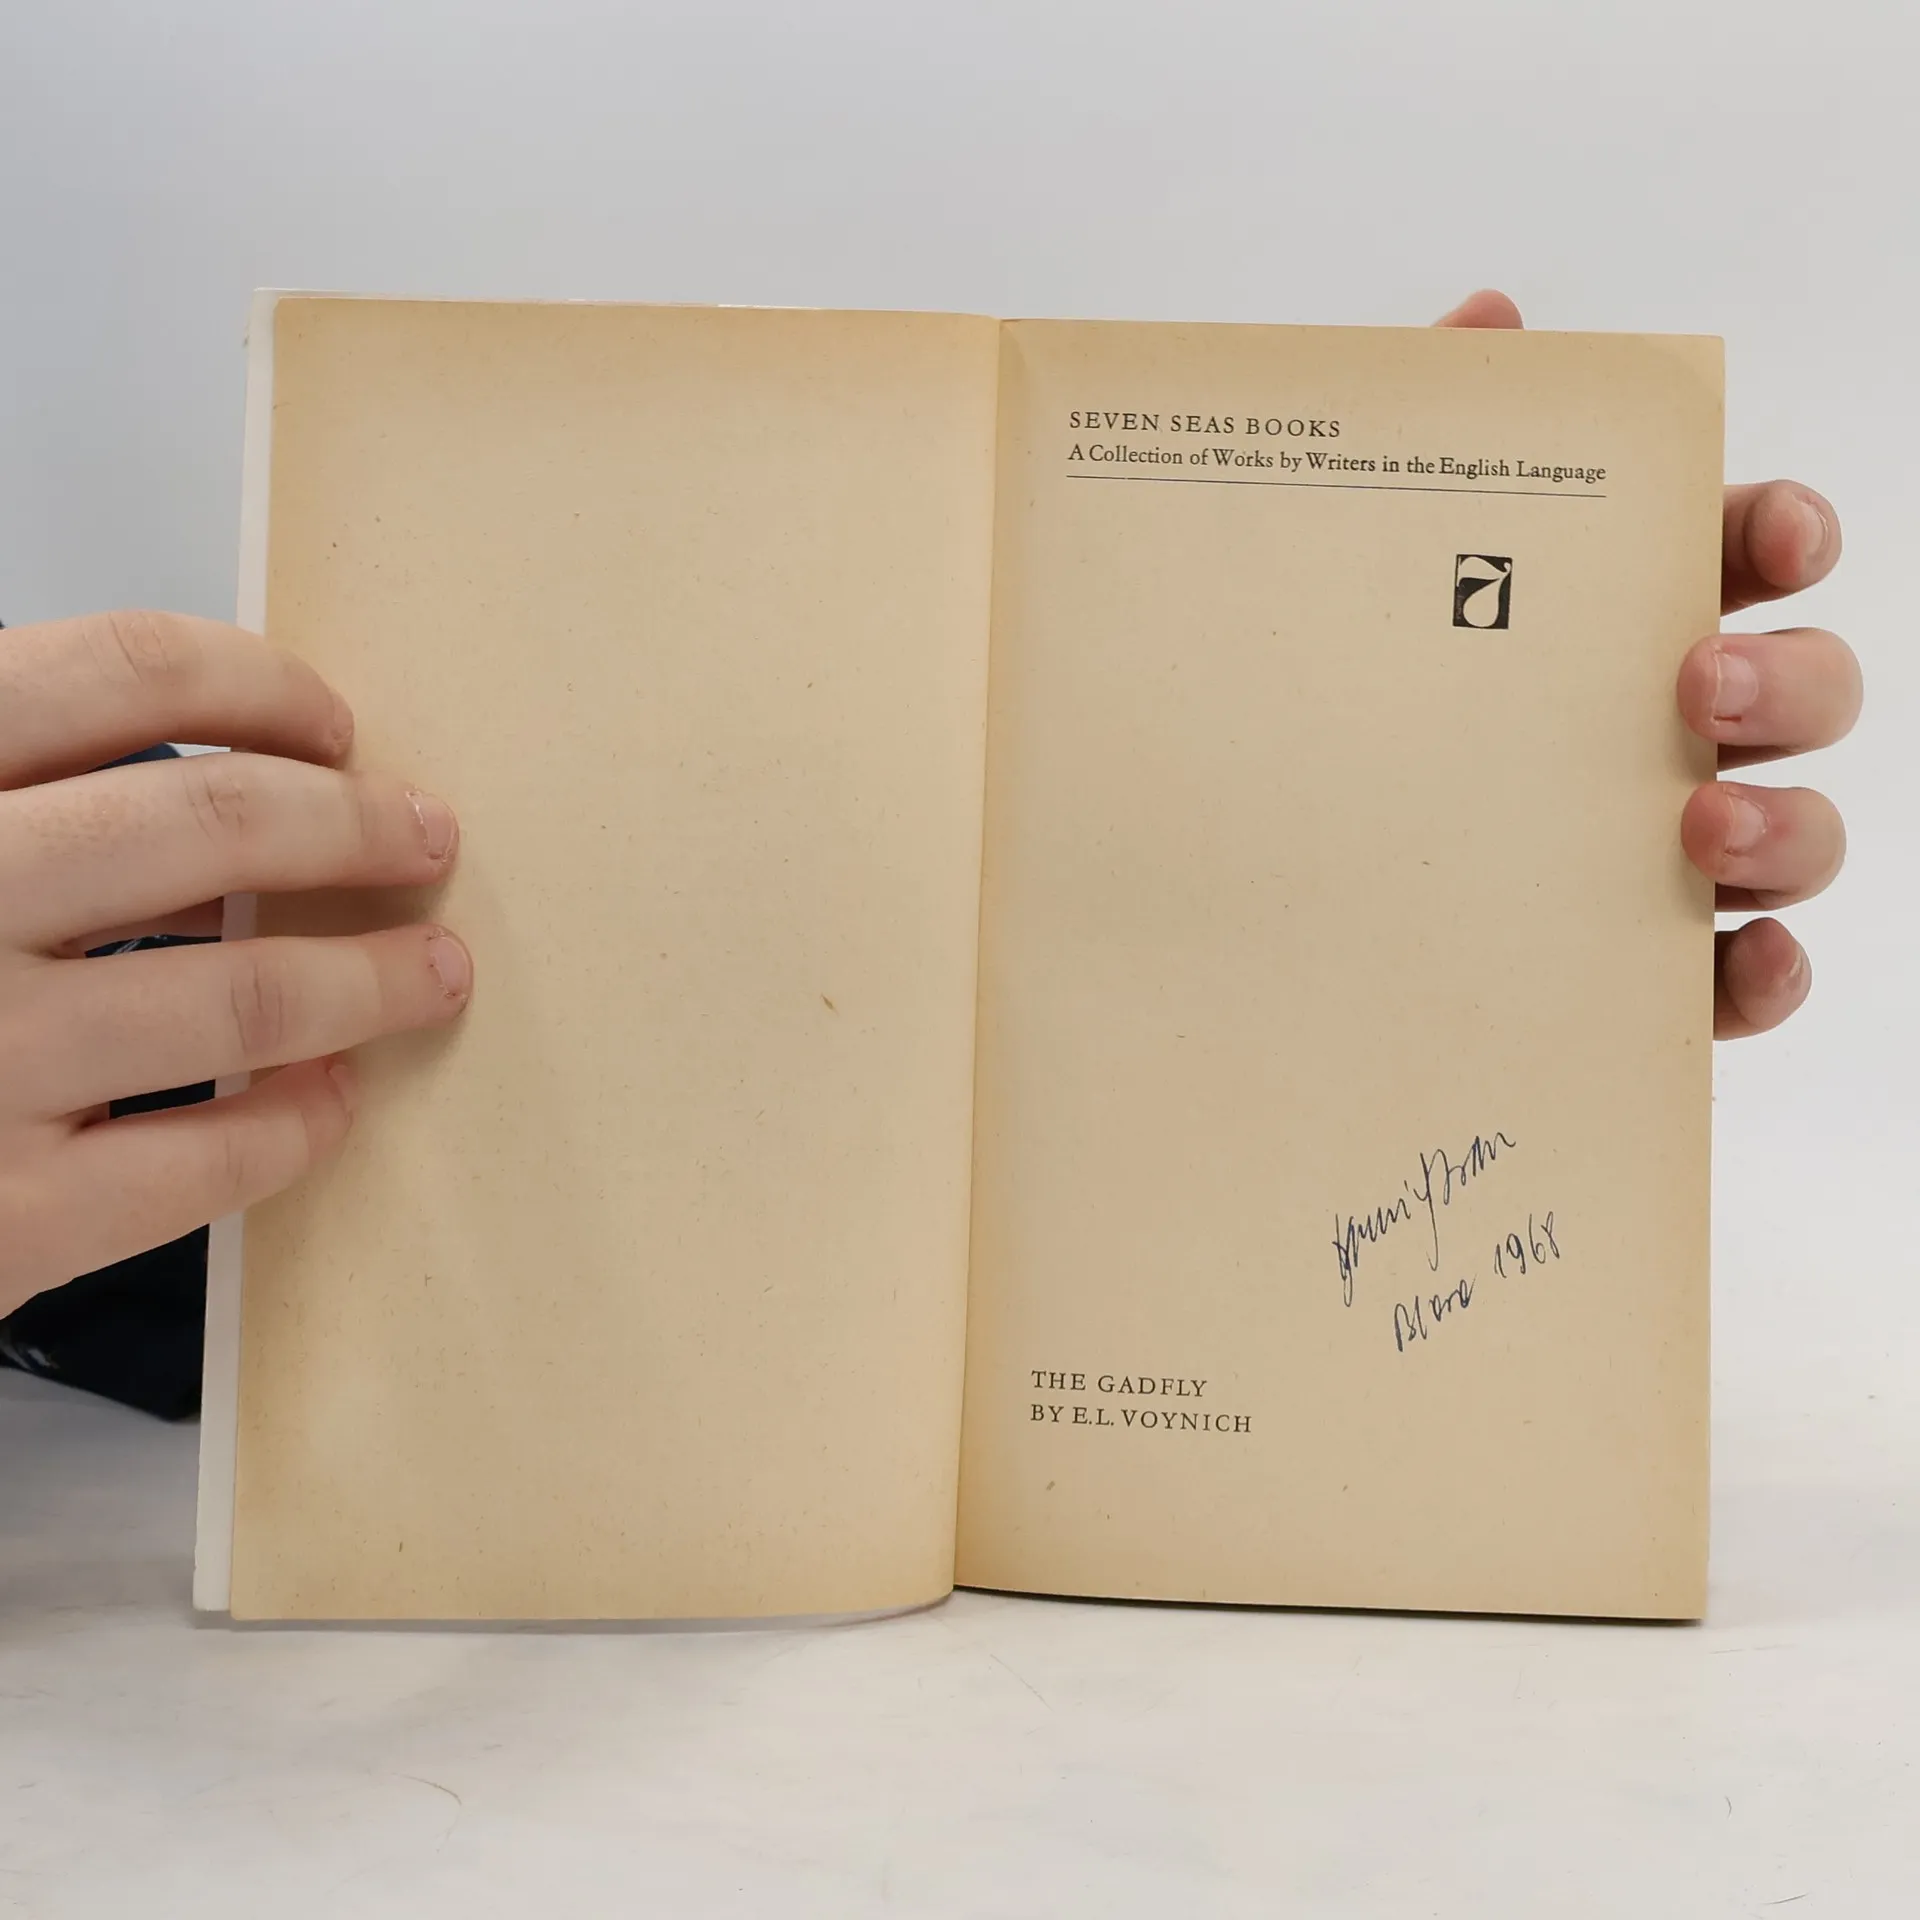 SEVEN SEAS BOOKS
A Collection of Works by Writers in the English Language
7
1968
THE GADFLY
BY E.L. VOYNICH